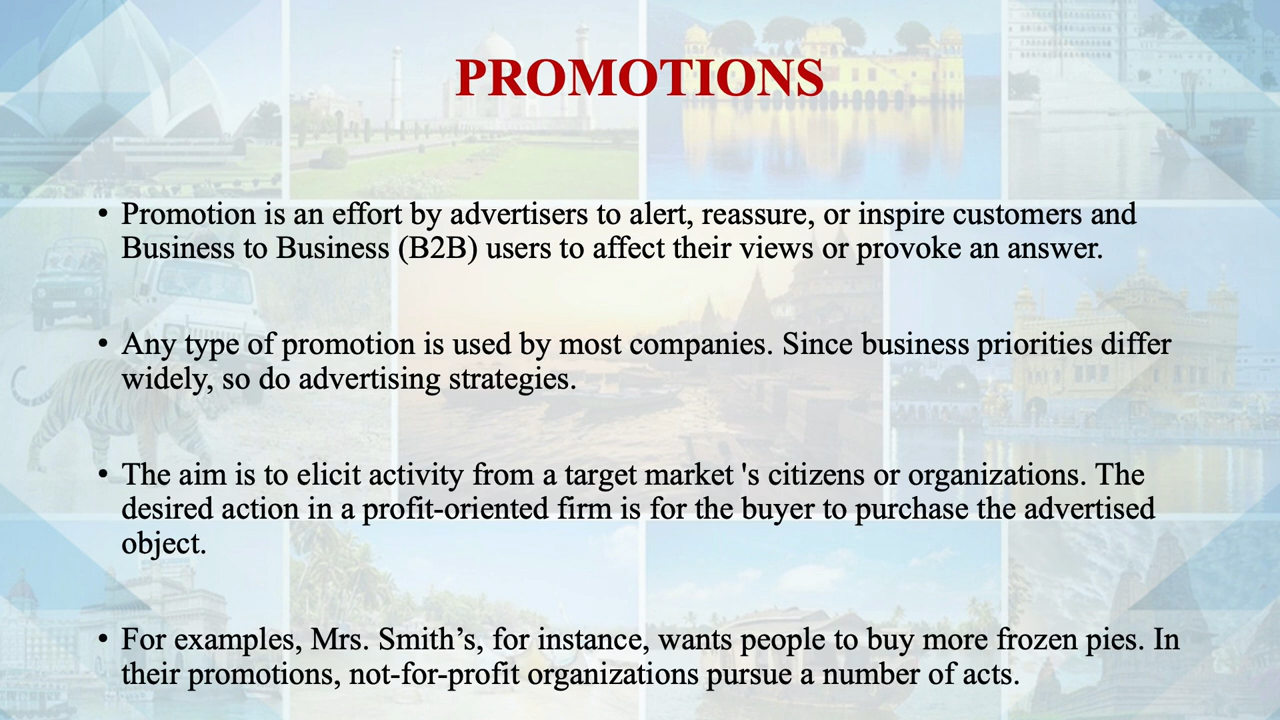 PROMOTIONS
• Promotion is an effort by advertisers to alert, reassure, or inspire customers and
Business to Business (B2B) users to affect their views or provoke an answer.
• Any type of promotion is used by most companies. Since business priorities differ
widely, so do advertising strategies.
• The aim is to elicit activity from a target market 's citizens or organizations. The
desired action in a profit-oriented firm is for the buyer to purchase the advertised
object.
• For examples, Mrs. Smith’s, for instance, wants people to buy more frozen pies. In
their promotions, not-for-profit organizations pursue a number of acts.